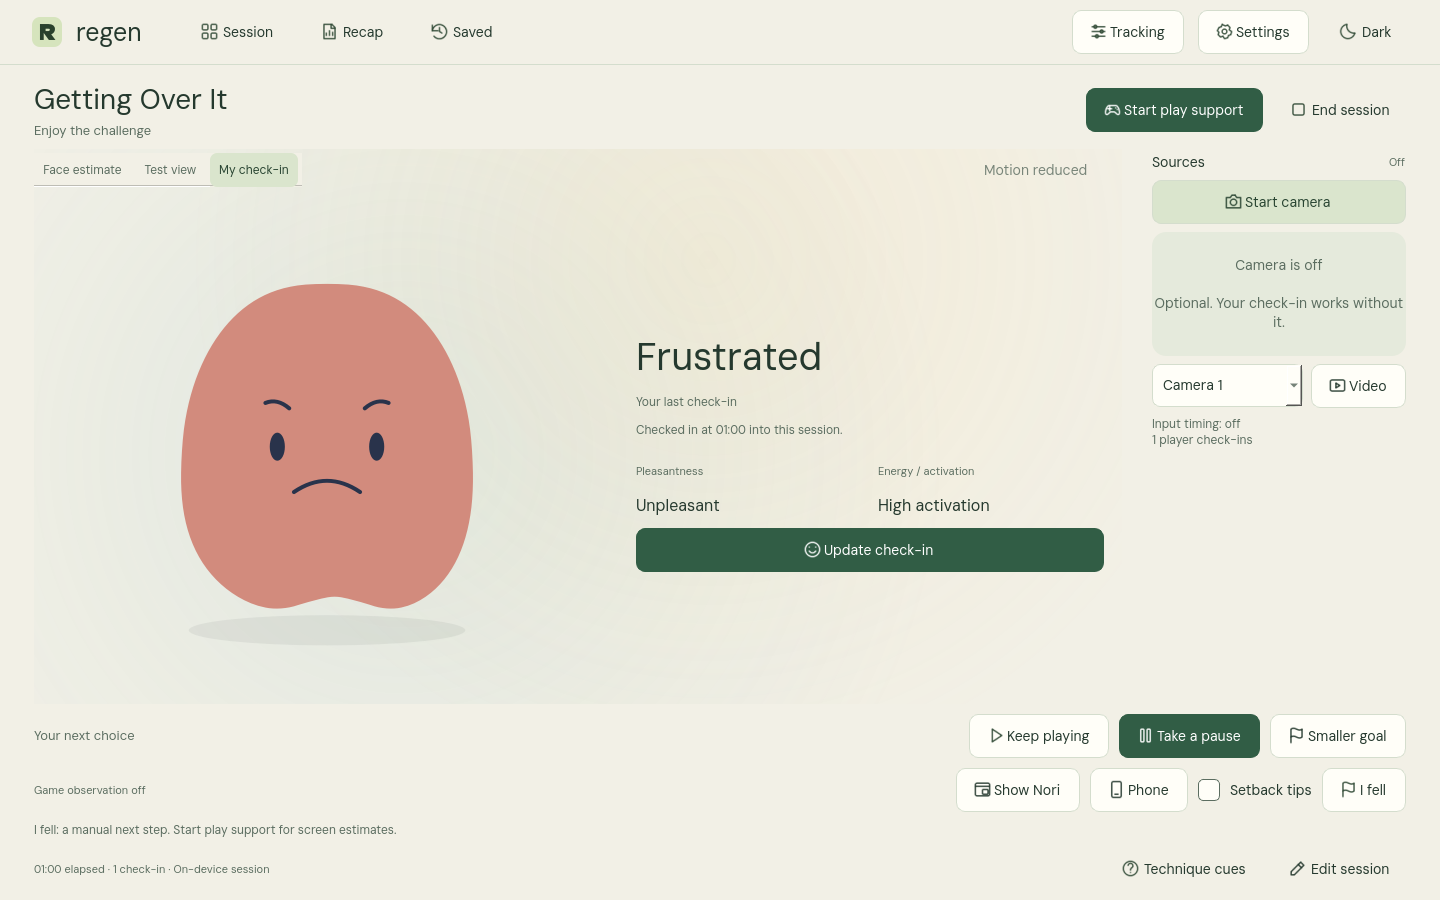 R regen
Session
Recap
Saved
Tracking
Settings
Dark
Getting Over It
Enjoy the challenge
Start play support
End session
Face estimate
Test view
My check-in
Motion reduced
Sources
Off
Start camera
Camera is off
Optional. Your check-in works without
it.
Camera 1
Video
Input timing: off
1 player check-ins
Frustrated
Your last check-in
Checked in at 01:00 into this session.
Pleasantness
Energy / activation
Unpleasant
High activation
Update check-in
Your next choice
Keep playing
Take a pause
Smaller goal
Game observation off
Show Nori
Phone
Setback tips
I fell
I fell: a manual next step. Start play support for screen estimates.
01:00 elapsed · 1 check-in · On-device session
Technique cues
Edit session